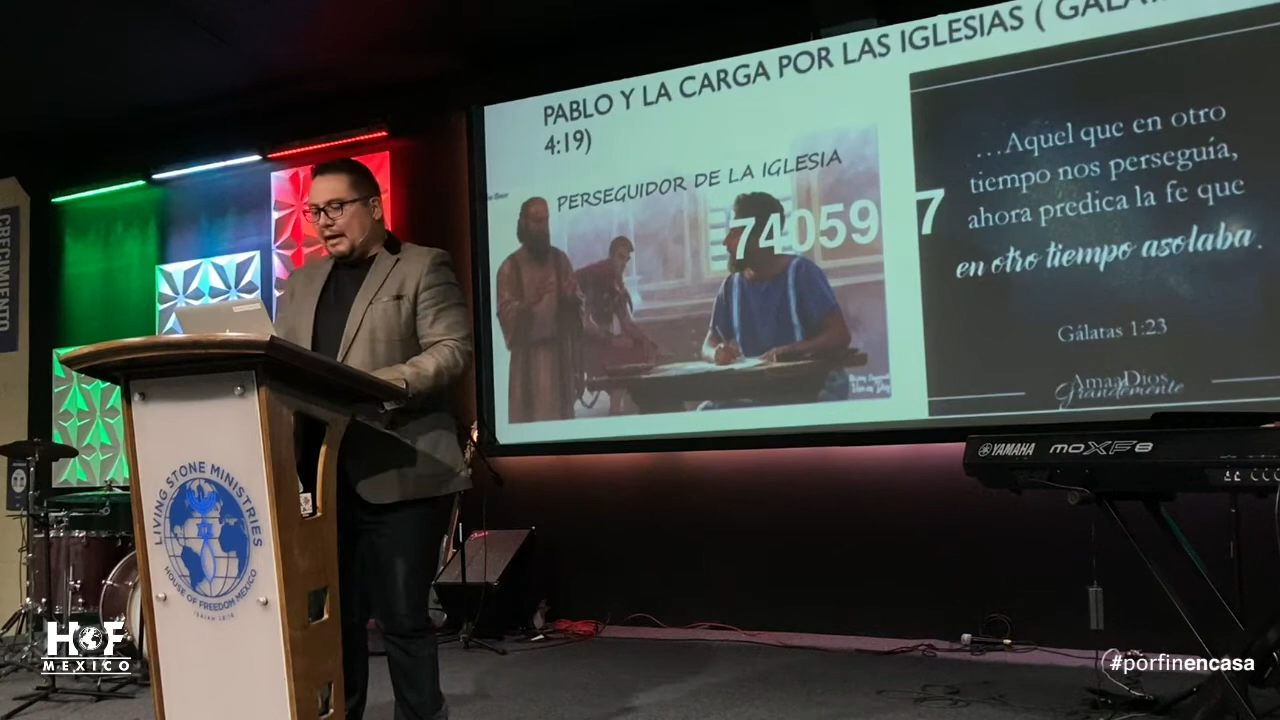 PABLO Y LA CARGA POR LAS IGLESIAS ( GALA
4:19)
PERSEGUIDOR DE LA IGLESIA
74059
7
…Aquel que en otro
tiempo nos perseguía,
ahora predica la fe que
en otro tiempo asolaba.
Gálatas 1:23
AmaaDios
Grandemente
CRECIMIENTO
YAMAHA MOXF8
LIVING STONE MINISTRIES
HOUSE OF FREEDOM MEXICO
HOF
MEXICO
#porfinencasa